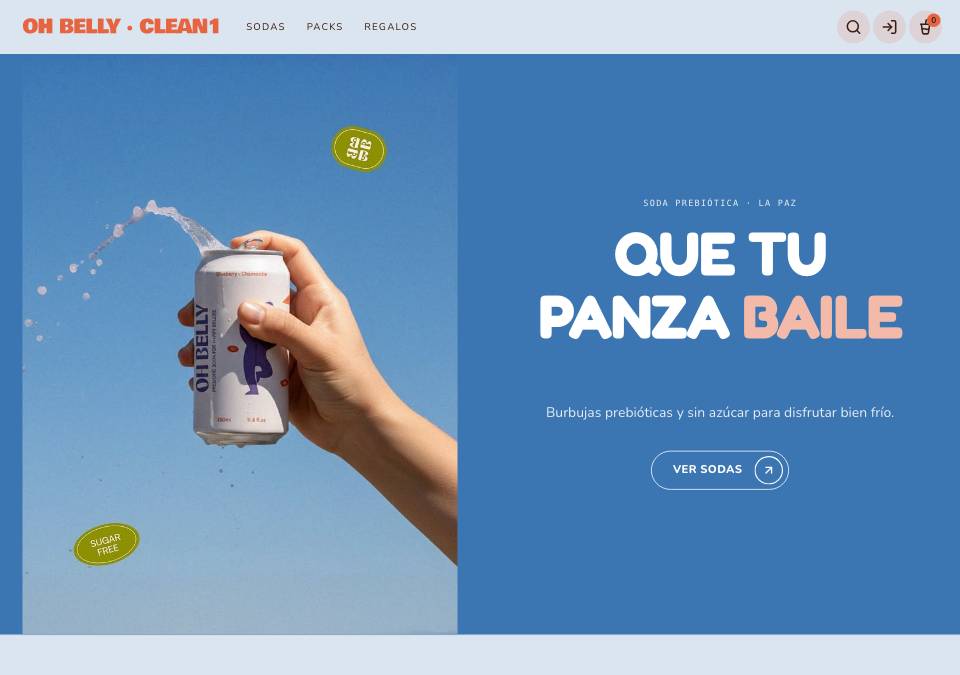 OH BELLY • CLEAN1
SODAS
PACKS
REGALOS
0
SODA PREBIÓTICA · LA PAZ
QUE TU
PANZA BAILE
Burbujas prebióticas y sin azúcar para disfrutar bien frío.
VER SODAS
OH BELLY
SUGAR
FREE